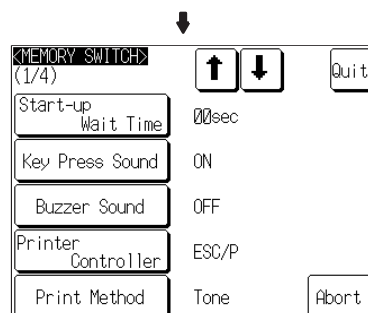 <MEMORY SWITCH>
(1/4)
Quit
Start-up
Wait Time
00sec
Key Press Sound
ON
Buzzer Sound
OFF
Printer
Controller
ESC/P
Print Method
Tone
Abort